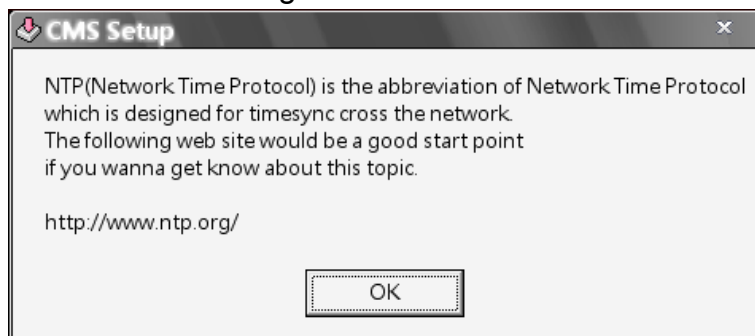 CMS Setup
NTP(Network Time Protocol) is the abbreviation of Network Time Protocol
which is designed for timesync cross the network.
The following web site would be a good start point
if you wanna get know about this topic.
http://www.ntp.org/
OK